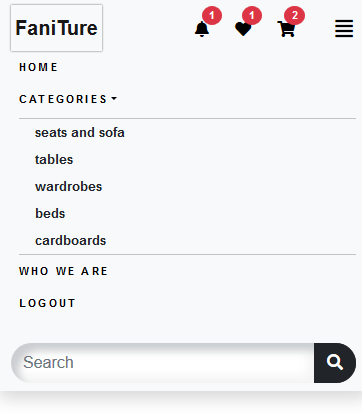 FaniTure
1
1
2
HOME
CATEGORIES
seats and sofa
tables
wardrobes
beds
cardboards
WHO WE ARE
LOGOUT
Search